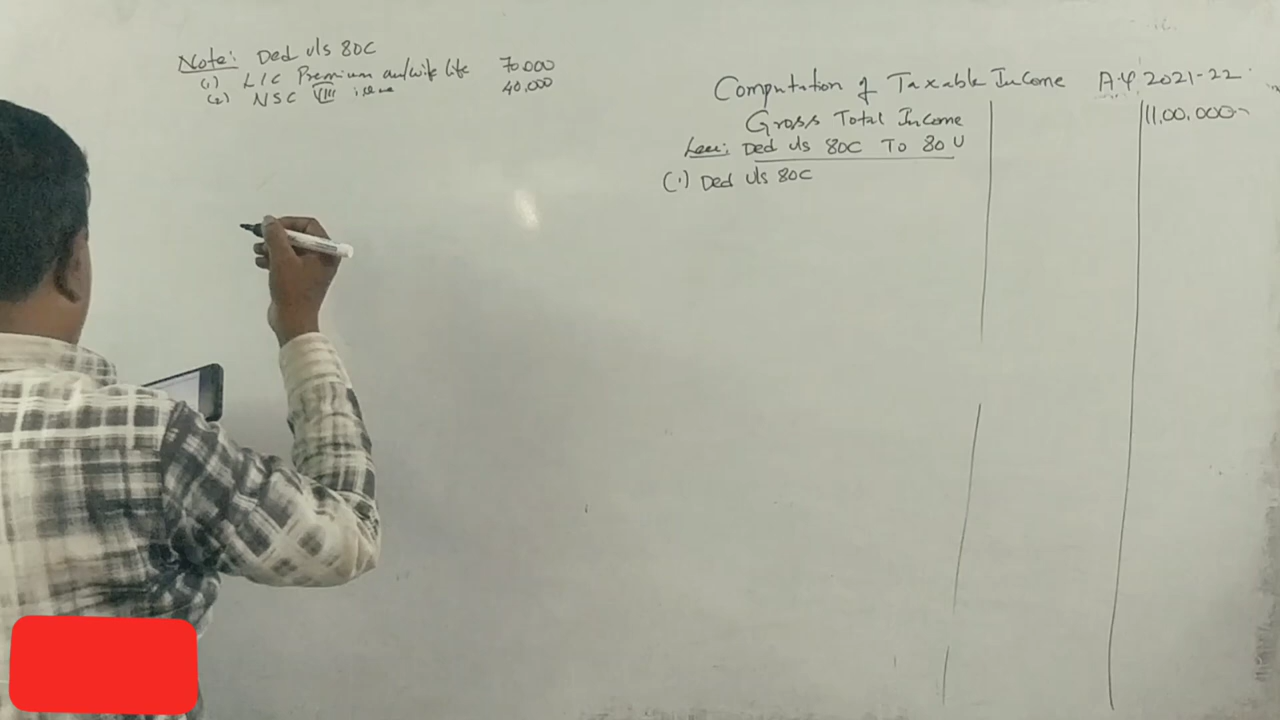 Note: Ded u/s 80C
(1) LIC Premium on/wife life 70,000
(2) NSC VIII issue 40,000
Computation of Taxable Income A.Y 2021-22
Gross Total Income 11,00,000
Less: Ded u/s 80C To 80 U
(1) Ded u/s 80C